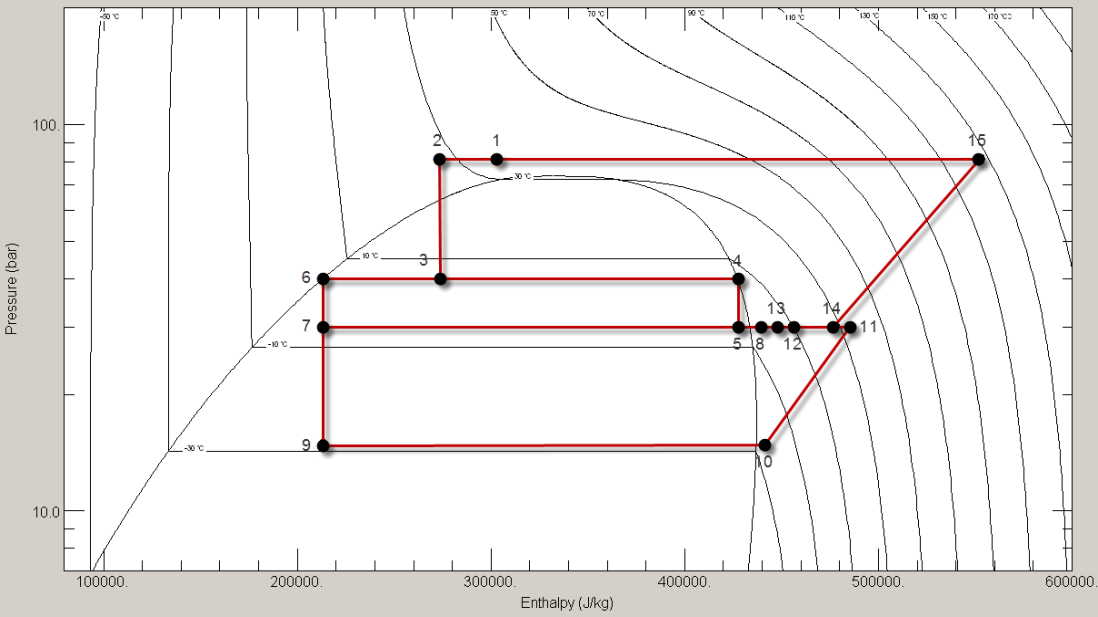 -50 °C
50 °C
70 °C
90 °C
110 °C
130 °C
150 °C
170 °C
100.
2
1
15
30 °C
10 °C
3
4
6
13
14
7
11
5
8
12
-10 °C
-30 °C
9
10
10.0
Pressure (bar)
100000.
200000.
300000.
400000.
500000.
600000.
Enthalpy (J/kg)